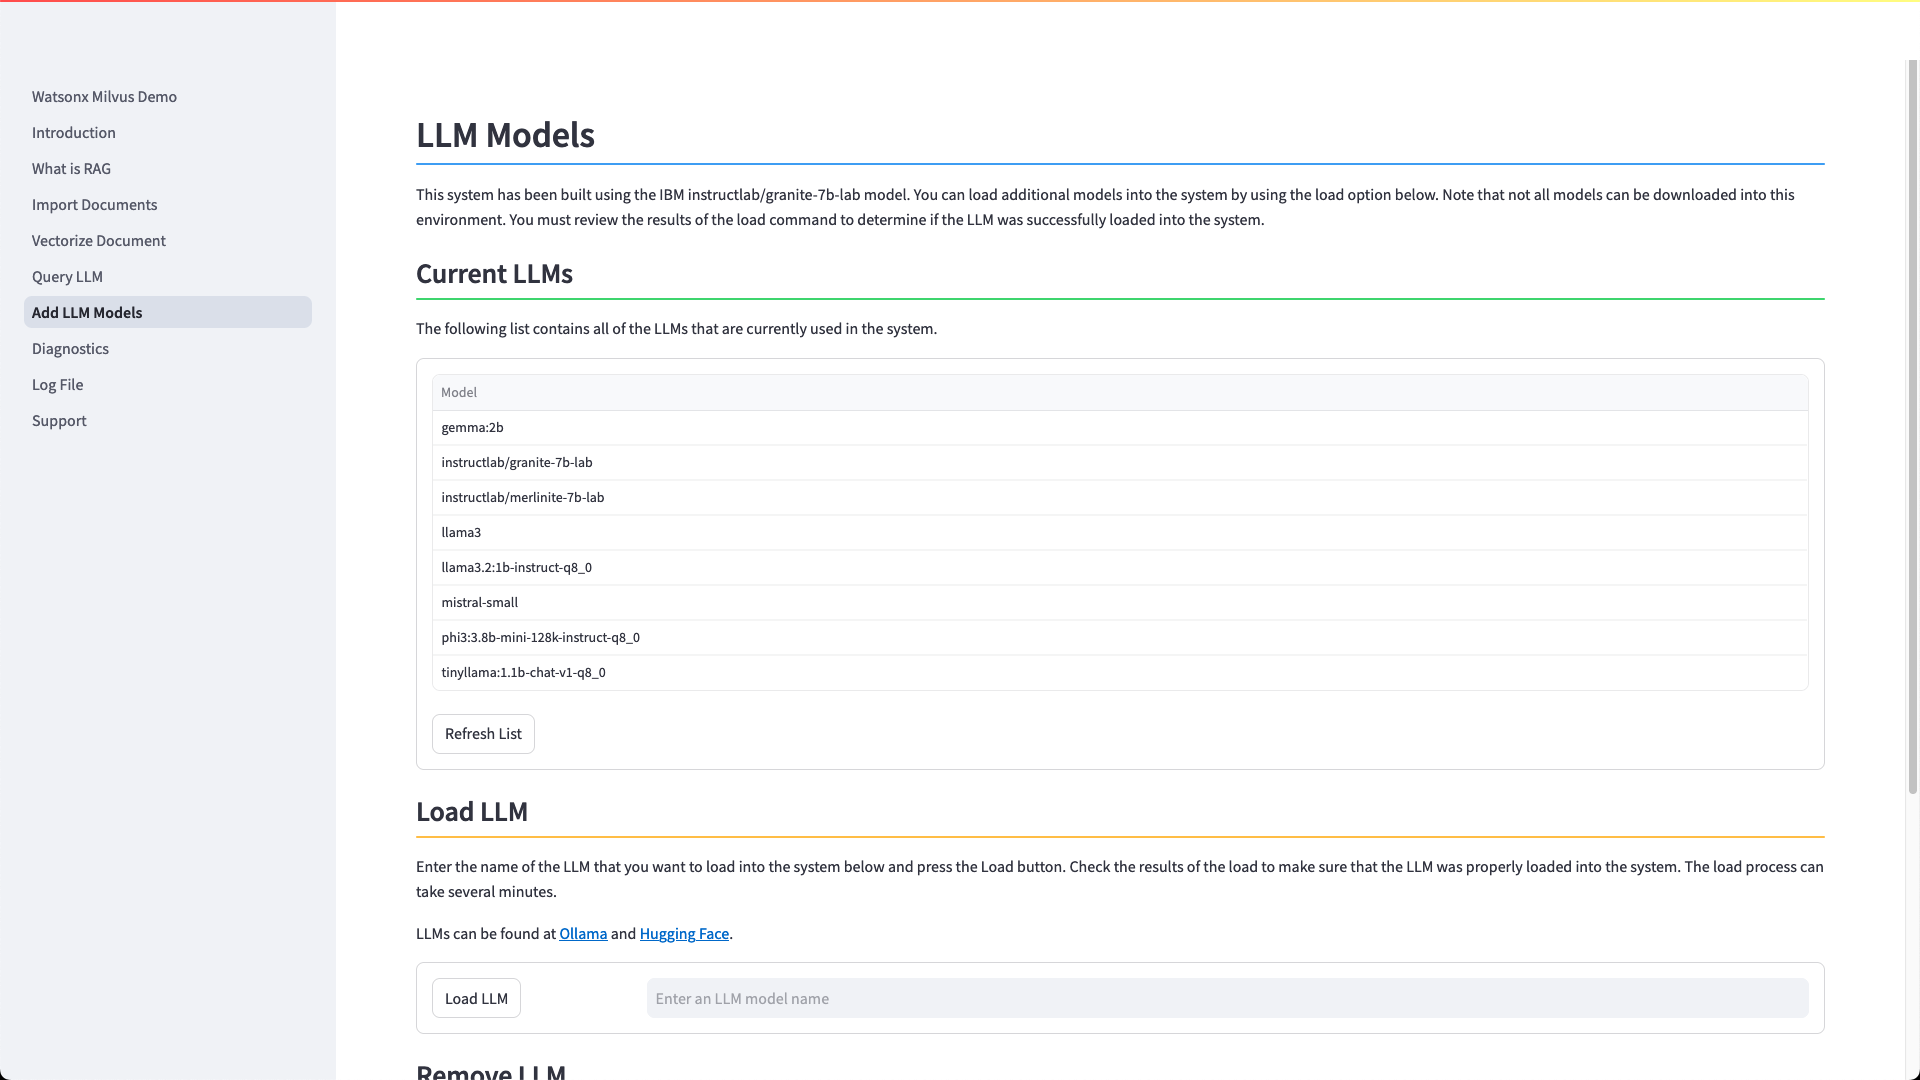 Watsonx Milvus Demo
Introduction
What is RAG
Import Documents
Vectorize Document
Query LLM
Add LLM Models
Diagnostics
Log File
Support
LLM Models
This system has been built using the IBM instructlab/granite-7b-lab model. You can load additional models into the system by using the load option below. Note that not all models can be downloaded into this
environment. You must review the results of the load command to determine if the LLM was successfully loaded into the system.
Current LLMs
The following list contains all of the LLMs that are currently used in the system.
Model
gemma:2b
instructlab/granite-7b-lab
instructlab/merlinite-7b-lab
llama3
llama3.2:1b-instruct-q8_0
mistral-small
phi3:3.8b-mini-128k-instruct-q8_0
tinyllama:1.1b-chat-v1-q8_0
Refresh List
Load LLM
Enter the name of the LLM that you want to load into the system below and press the Load button. Check the results of the load to make sure that the LLM was properly loaded into the system. The load process can
take several minutes.
LLMs can be found at Ollama and Hugging Face.
Load LLM
Enter an LLM model name
Remove LLM